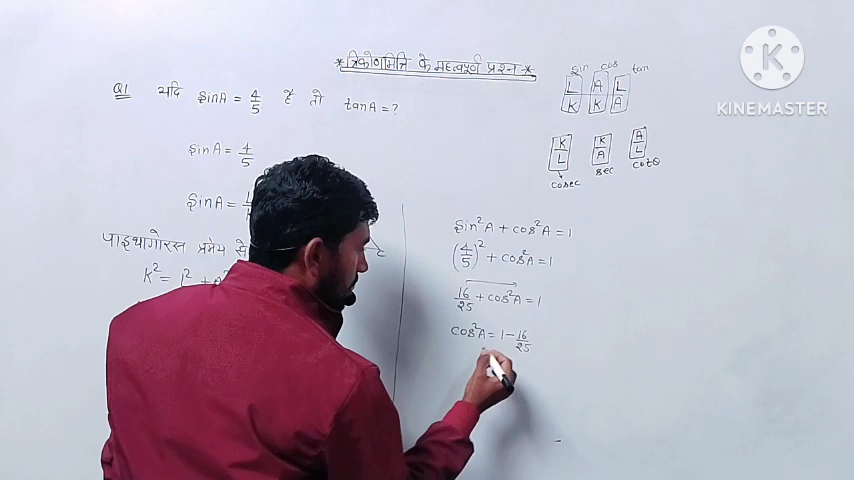 * त्रिकोणमिति के महत्वपूर्ण प्रश्न *
Q1 यदि sinA = 4/5 है तो tanA = ?
sinA = 4/5
sinA = L
पाइथागोरस प्रमेय से
K² = L² + A²
sin²A + cos²A = 1
(4/5)² + cos²A = 1
16/25 + cos²A = 1
cos²A = 1 - 16/25
sin cos tan
L/K A/K L/A
K/L K/A A/L
cosec sec cotθ
K
KINEMASTER